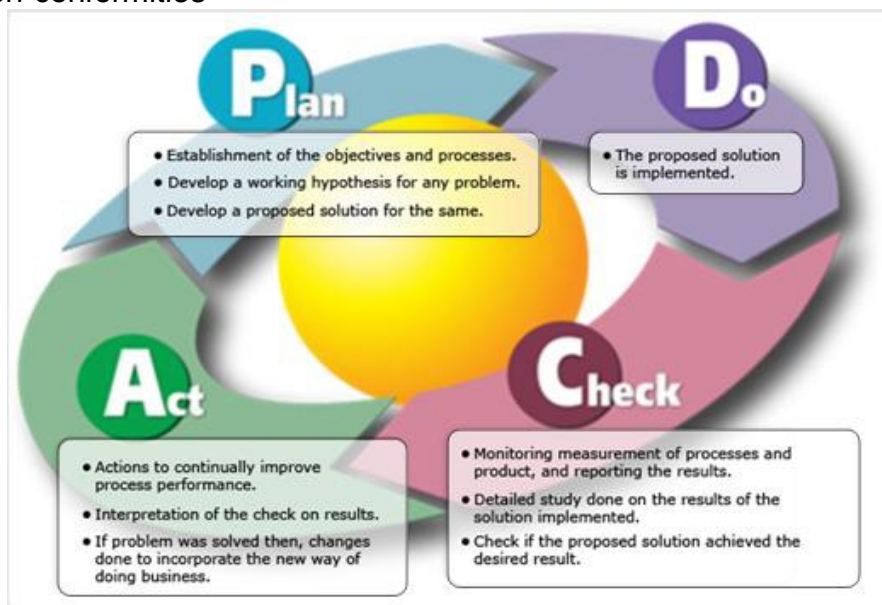 Plan
• Establishment of the objectives and processes.
• Develop a working hypothesis for any problem.
• Develop a proposed solution for the same.
Do
• The proposed solution
is implemented.
Check
• Monitoring measurement of processes and
product, and reporting the results.
• Detailed study done on the results of the
solution implemented.
• Check if the proposed solution achieved the
desired result.
Act
• Actions to continually improve
process performance.
• Interpretation of the check on results.
• If problem was solved then, changes
done to incorporate the new way of
doing business.